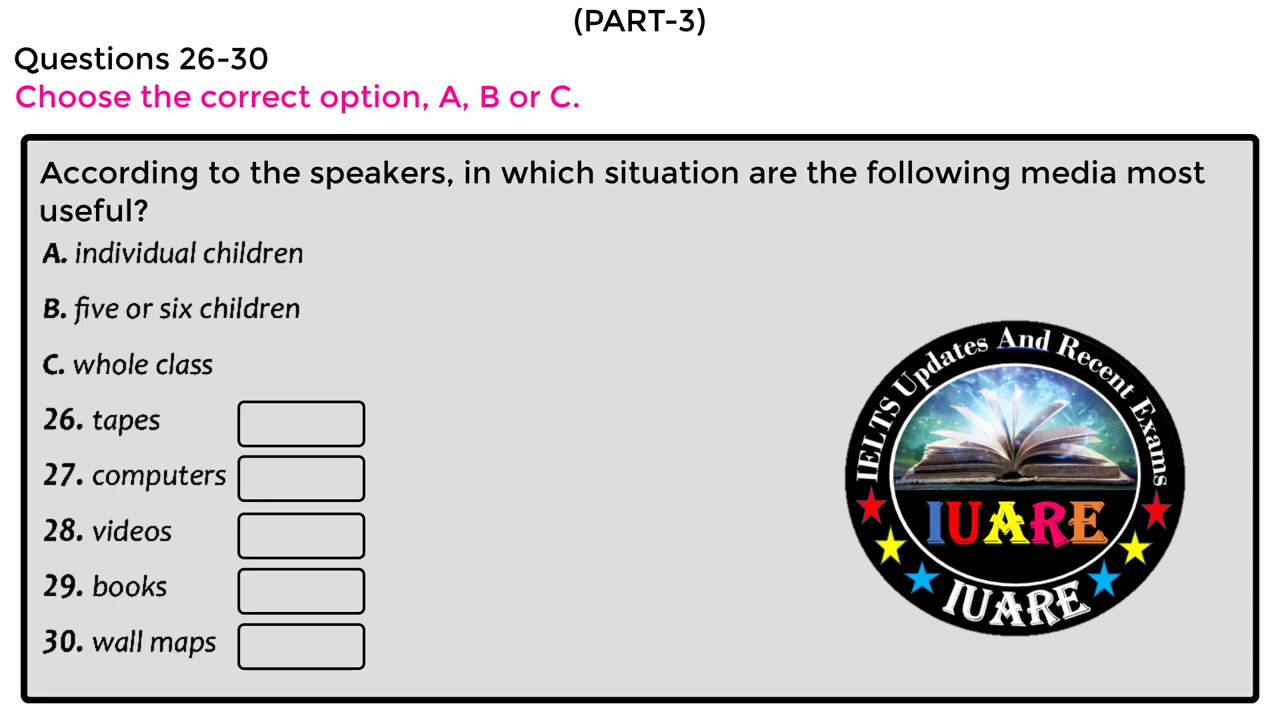 (PART-3)
Questions 26-30
Choose the correct option, A, B or C.
According to the speakers, in which situation are the following media most
useful?
A. individual children
B. five or six children
C. whole class
26. tapes
27. computers
28. videos
29. books
30. wall maps
IELTS Updates And Recent Exams
IUARE
IUARE